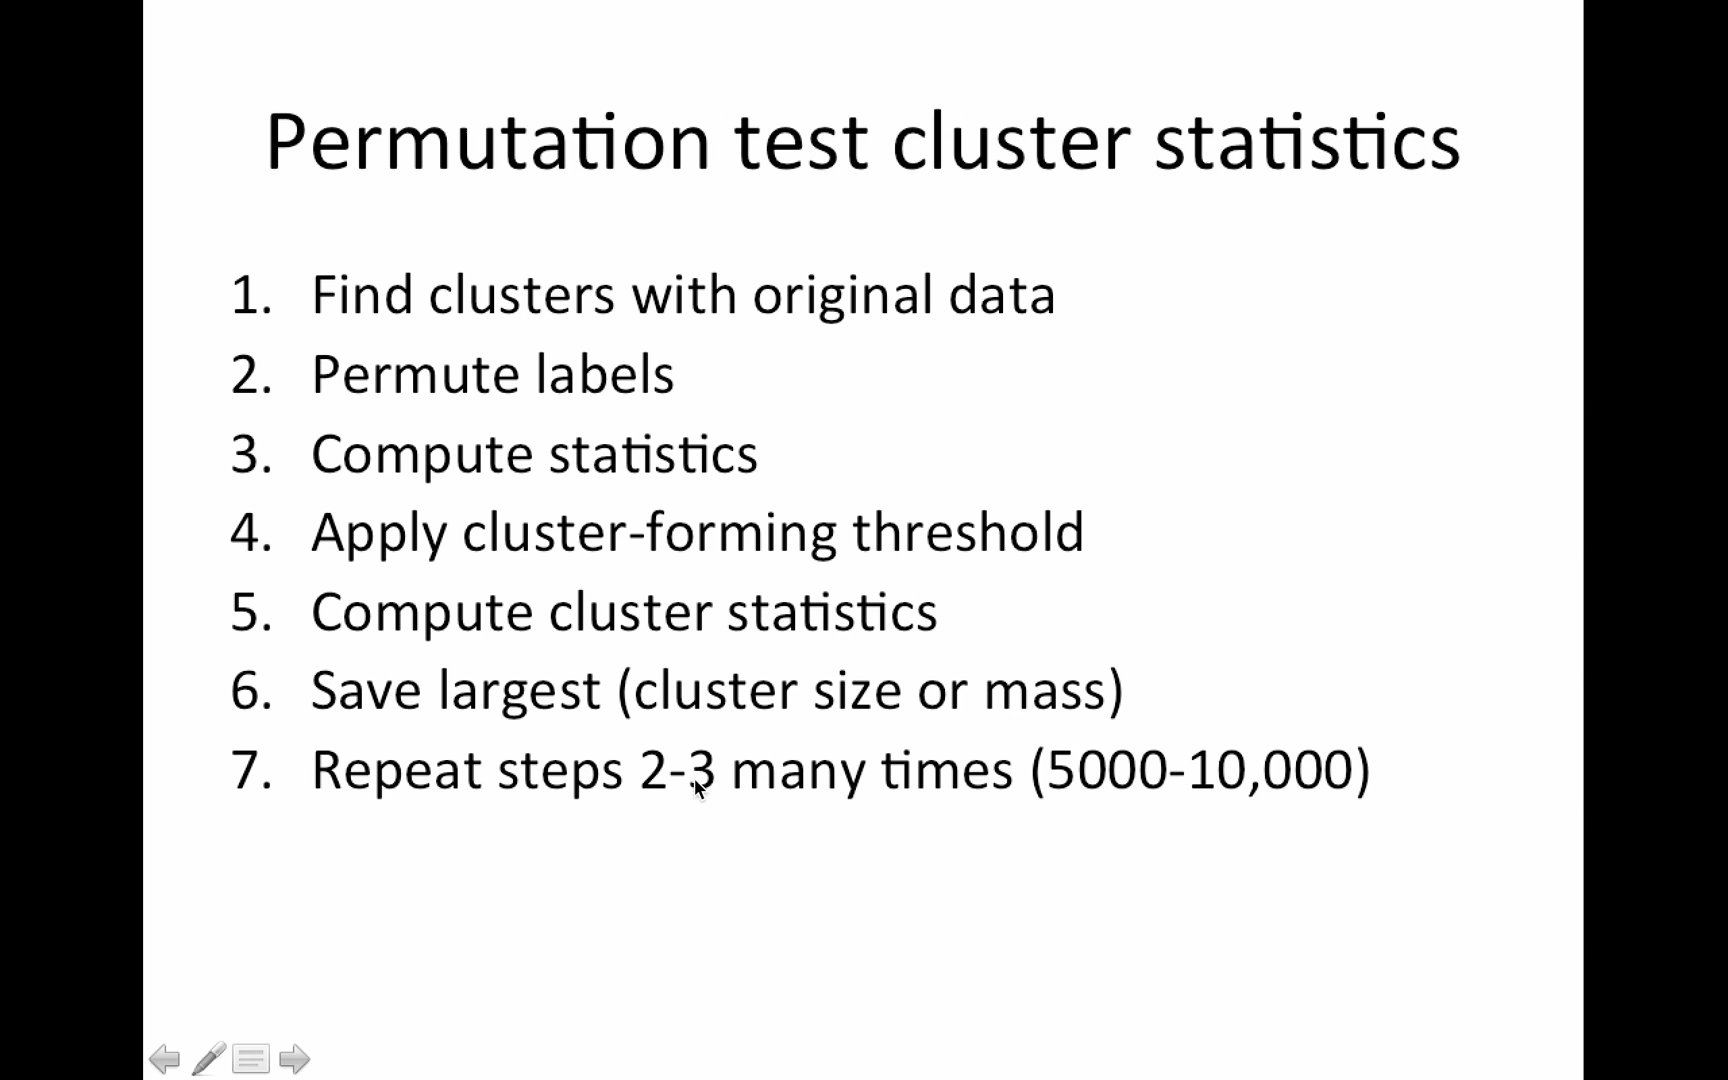 Permutation test cluster statistics
1. Find clusters with original data
2. Permute labels
3. Compute statistics
4. Apply cluster-forming threshold
5. Compute cluster statistics
6. Save largest (cluster size or mass)
7. Repeat steps 2-3 many times (5000-10,000)